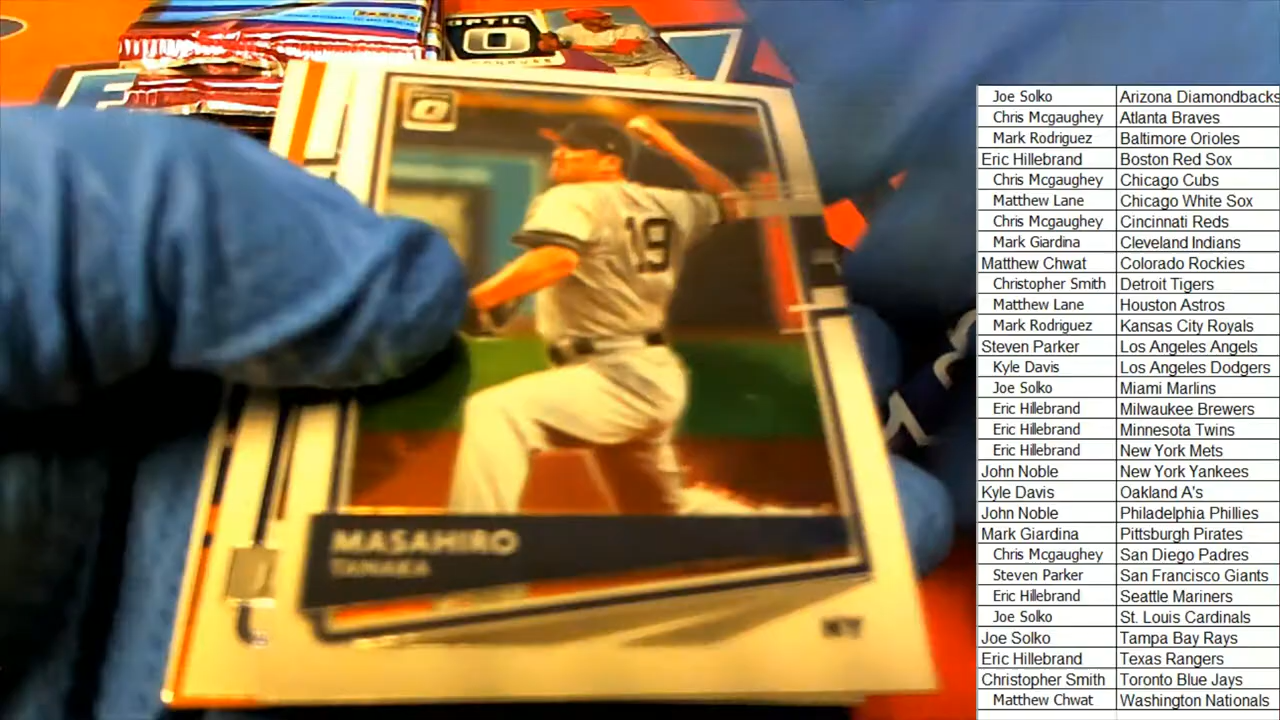 OPTIC
19
MASAHIRO
TANAKA
NY
Joe Solko Arizona Diamondbacks
Chris Mcgaughey Atlanta Braves
Mark Rodriguez Baltimore Orioles
Eric Hillebrand Boston Red Sox
Chris Mcgaughey Chicago Cubs
Matthew Lane Chicago White Sox
Chris Mcgaughey Cincinnati Reds
Mark Giardina Cleveland Indians
Matthew Chwat Colorado Rockies
Christopher Smith Detroit Tigers
Matthew Lane Houston Astros
Mark Rodriguez Kansas City Royals
Steven Parker Los Angeles Angels
Kyle Davis Los Angeles Dodgers
Joe Solko Miami Marlins
Eric Hillebrand Milwaukee Brewers
Eric Hillebrand Minnesota Twins
Eric Hillebrand New York Mets
John Noble New York Yankees
Kyle Davis Oakland A's
John Noble Philadelphia Phillies
Mark Giardina Pittsburgh Pirates
Chris Mcgaughey San Diego Padres
Steven Parker San Francisco Giants
Eric Hillebrand Seattle Mariners
Joe Solko St. Louis Cardinals
Joe Solko Tampa Bay Rays
Eric Hillebrand Texas Rangers
Christopher Smith Toronto Blue Jays
Matthew Chwat Washington Nationals